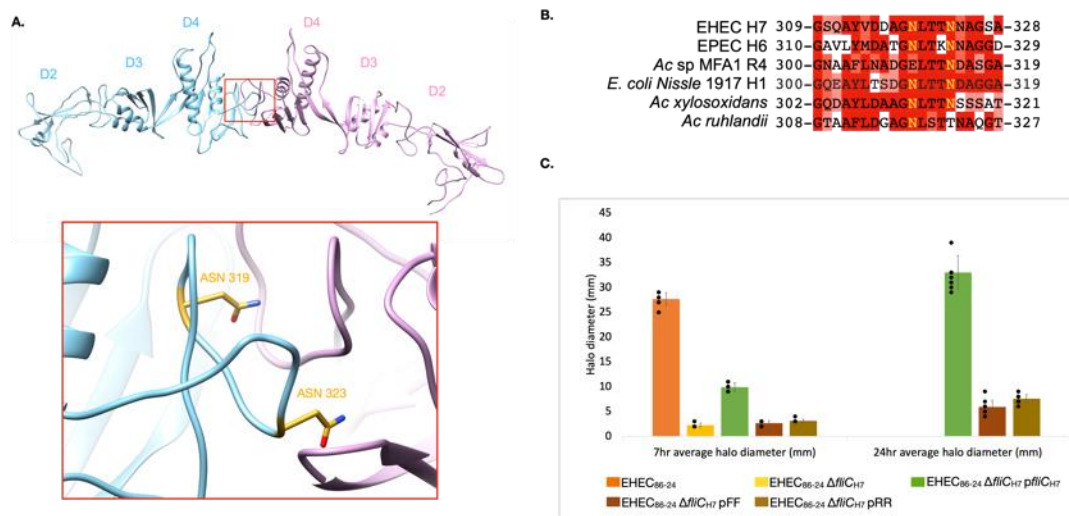 A.
D4
D4
D3
D3
D2
D2
ASN 319
ASN 323
B.
EHEC H7 309-GSQAYVDDAGNLTTNNAGSA-328
EPEC H6 310-GAVLYMDATGNLTKNNAGGD-329
Ac sp MFA1 R4 300-GNAAFLNADGELTTNDASGA-319
E. coli Nissle 1917 H1 300-GQEAYLTSDGNLTTNDAGGA-319
Ac xylosoxidans 302-GQDAYLDAAGNLTTNSSSAT-321
Ac ruhlandii 308-GTAAFLDGAGNLSTTNAQGT-327
C.
Halo diameter (mm)
45
40
35
30
25
20
15
10
5
0
7hr average halo diameter (mm) 24hr average halo diameter (mm)
EHEC86-24 EHEC86-24 ΔfliCH7 EHEC86-24 ΔfliCH7 pfliCH7
EHEC86-24 ΔfliCH7 pFF EHEC86-24 ΔfliCH7 pRR